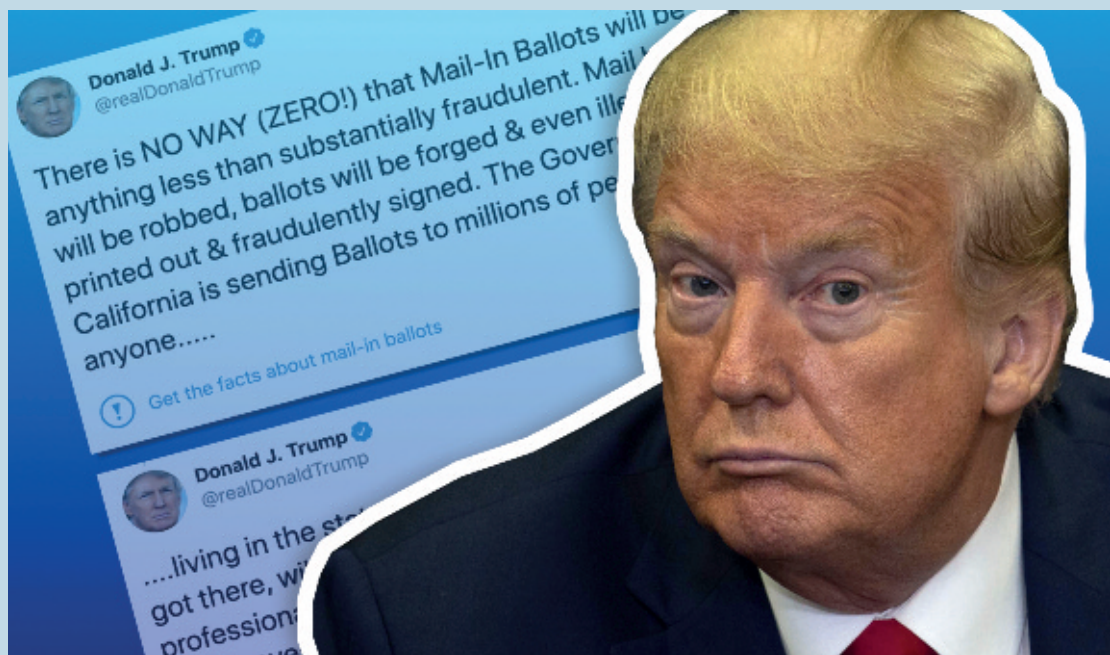 Donald J. Trump
@realDonaldTrump
There is NO WAY (ZERO!) that Mail-In Ballots will be
anything less than substantially fraudulent. Mail
will be robbed, ballots will be forged & even
printed out & fraudulently signed. The
California is sending Ballots to millions of
anyone.....
Get the facts about mail-in ballots
Donald J. Trump
@realDonaldTrump
....living in the
got there,